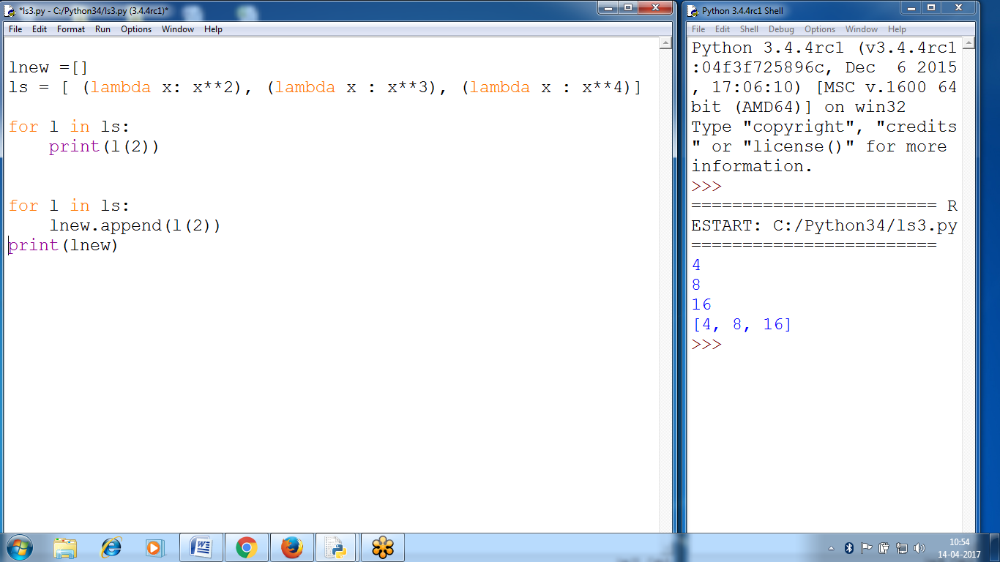 *ls3.py - C:/Python34/ls3.py (3.4.4rc1)*
File Edit Format Run Options Window Help
lnew =[]
ls = [ (lambda x: x**2), (lambda x : x**3), (lambda x : x**4)]
for l in ls:
    print(l(2))
for l in ls:
    lnew.append(l(2))
print(lnew)
Python 3.4.4rc1 Shell
File Edit Shell Debug Options Window Help
Python 3.4.4rc1 (v3.4.4rc1
:04f3f725896c, Dec  6 2015
, 17:06:10) [MSC v.1600 64
bit (AMD64)] on win32
Type "copyright", "credits
" or "license()" for more
information.
>>>
======================== R
ESTART: C:/Python34/ls3.py
========================
4
8
16
[4, 8, 16]
>>>
10:54
14-04-2017